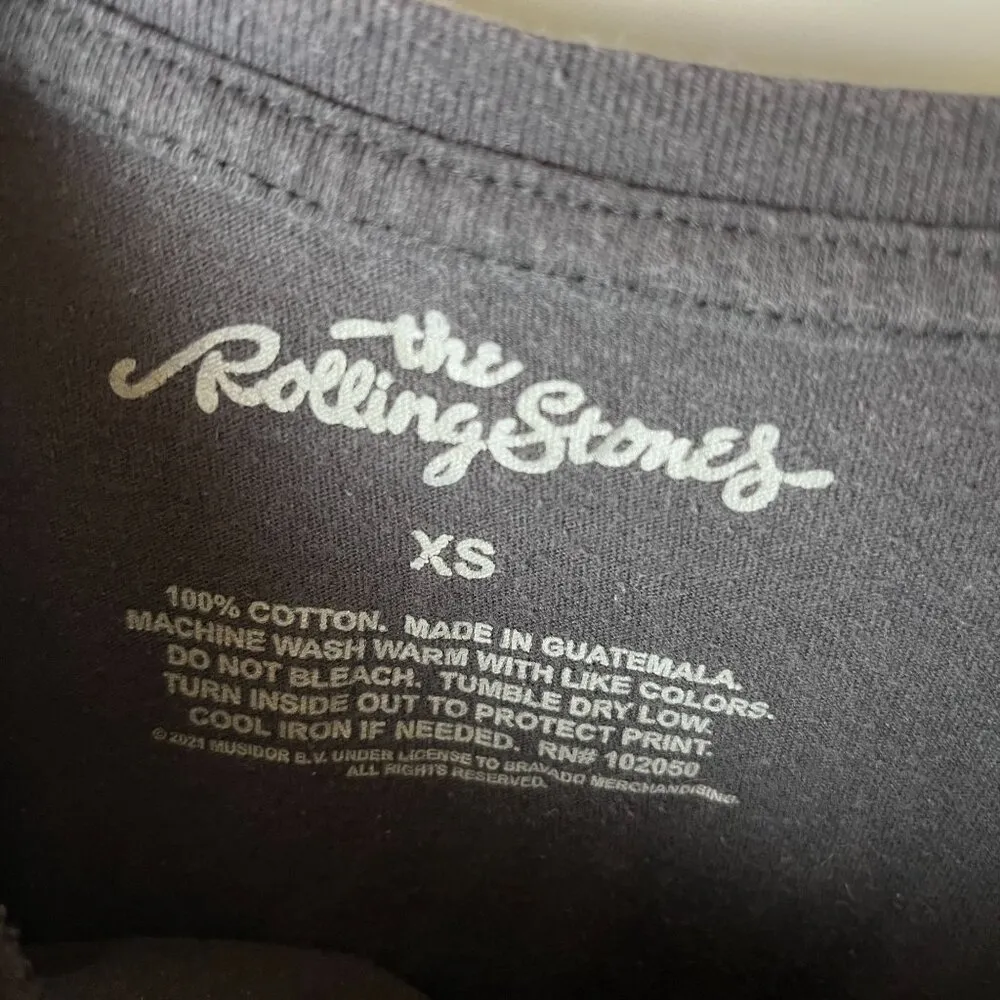 the
Rolling Stones
XS
100% COTTON. MADE IN GUATEMALA.
MACHINE WASH WARM WITH LIKE COLORS.
DO NOT BLEACH. TUMBLE DRY LOW.
TURN INSIDE OUT TO PROTECT PRINT.
COOL IRON IF NEEDED. RN# 102050
© 2021 MUSIDOR B.V. UNDER LICENSE TO BRAVADO MERCHANDISING.
ALL RIGHTS RESERVED.